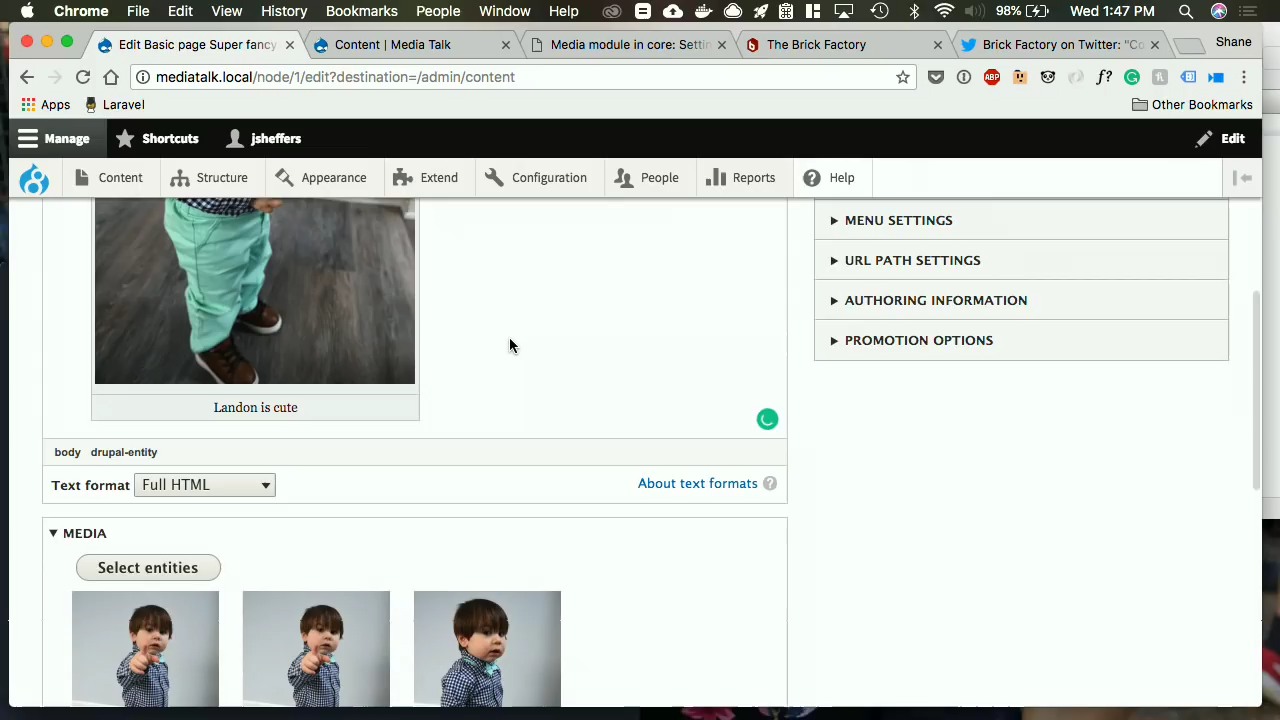 Chrome File Edit View History Bookmarks People Window Help 98% Wed 1:47 PM
Edit Basic page Super fancy Content | Media Talk Media module in core: Settin The Brick Factory Brick Factory on Twitter: "Co Shane
mediatalk.local/node/1/edit?destination=/admin/content ABP f?
Apps Laravel Other Bookmarks
Manage Shortcuts jsheffers Edit
Content Structure Appearance Extend Configuration People Reports Help
MENU SETTINGS
URL PATH SETTINGS
AUTHORING INFORMATION
PROMOTION OPTIONS
Landon is cute
body drupal-entity
Text format Full HTML About text formats ?
MEDIA
Select entities